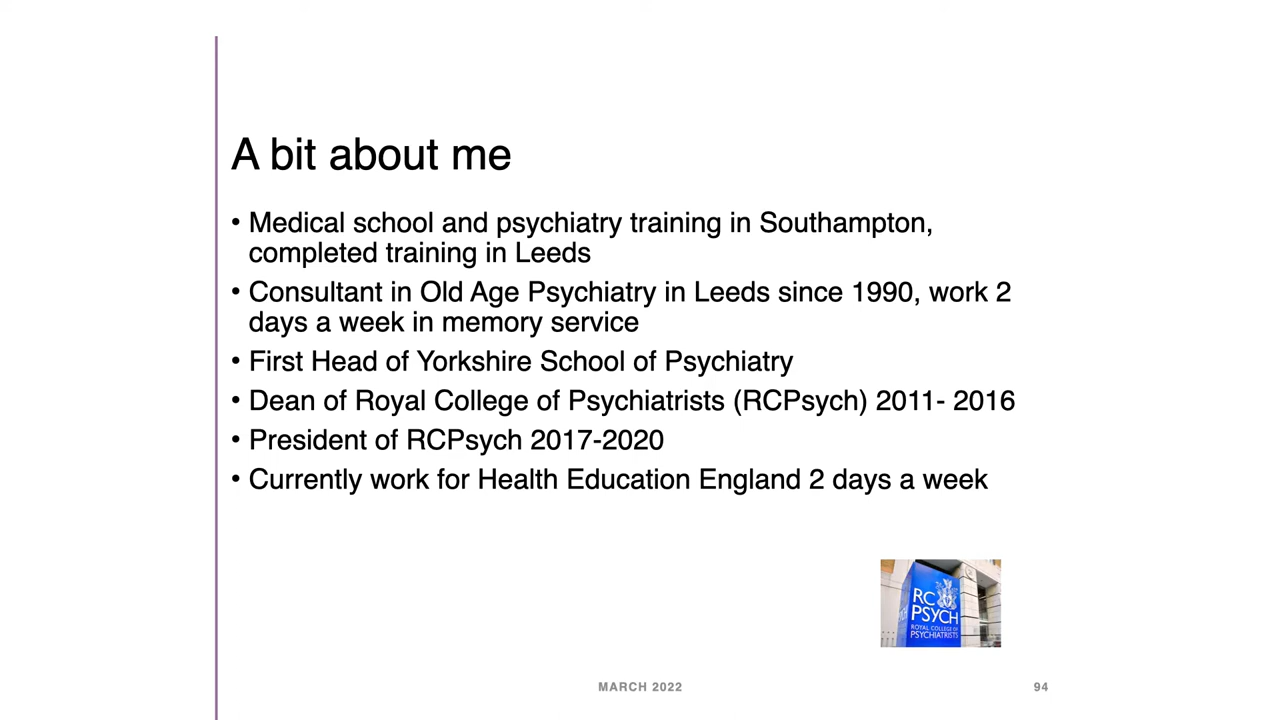 A bit about me
• Medical school and psychiatry training in Southampton,
completed training in Leeds
• Consultant in Old Age Psychiatry in Leeds since 1990, work 2
days a week in memory service
• First Head of Yorkshire School of Psychiatry
• Dean of Royal College of Psychiatrists (RCPsych) 2011- 2016
• President of RCPsych 2017-2020
• Currently work for Health Education England 2 days a week
RC
PSYCH
ROYAL COLLEGE OF
PSYCHIATRISTS
MARCH 2022
94